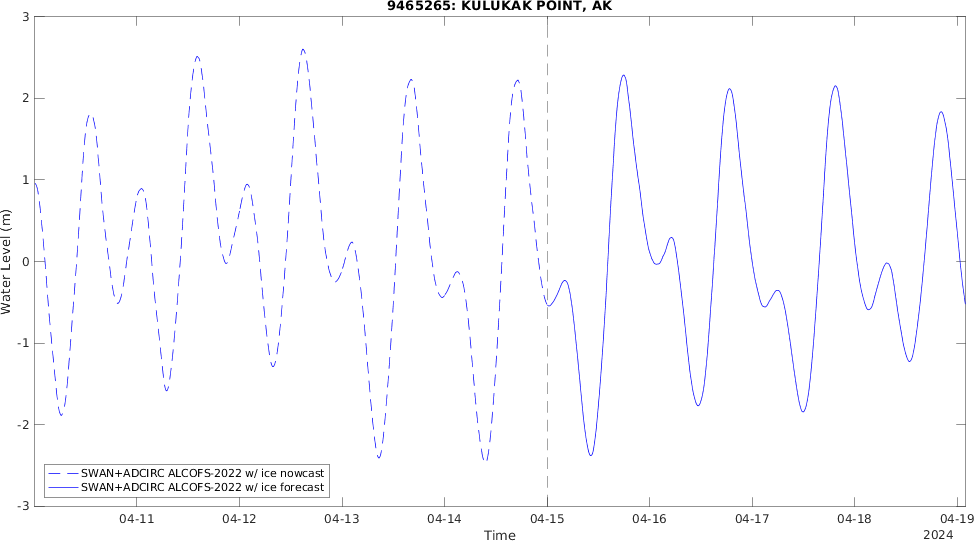 9465265: KULUKAK POINT, AK
Water Level (m)
3
2
1
0
-1
-2
-3
SWAN+ADCIRC ALCOFS-2022 w/ ice nowcast
SWAN+ADCIRC ALCOFS-2022 w/ ice forecast
04-11 04-12 04-13 04-14 04-15 04-16 04-17 04-18 04-19
Time
2024